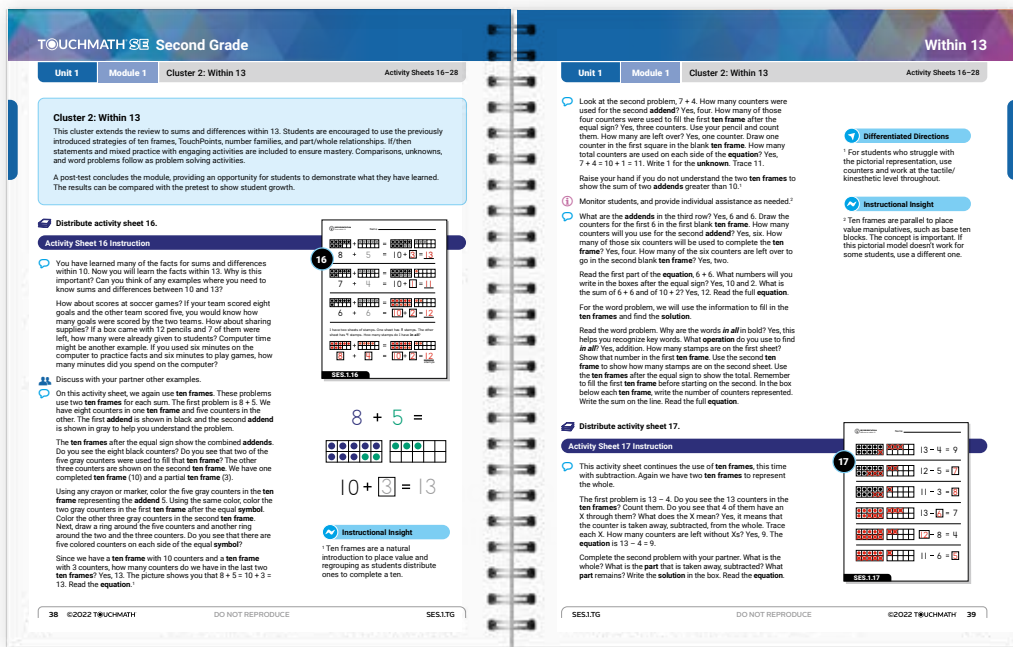 TOUCHMATH SE Second Grade
Unit 1 Module 1 Cluster 2: Within 13 Activity Sheets 16–28
Cluster 2: Within 13
This cluster extends the review to sums and differences within 13. Students are encouraged to use the previously
introduced strategies of ten frames, TouchPoints, number families, and part/whole relationships. If/then
statements and mixed practice with engaging activities are included to ensure mastery. Comparisons, unknowns,
and word problems follow as problem solving activities.
A post-test concludes the module, providing an opportunity for students to demonstrate what they have learned.
The results can be compared with the pretest to show student growth.
Distribute activity sheet 16.
Activity Sheet 16 Instruction
You have learned many of the facts for sums and differences
within 10. Now you will learn the facts within 13. Why is this
important? Can you think of any examples where you need to
know sums and differences between 10 and 13?
How about scores at soccer games? If your team scored eight
goals and the other team scored five, you would know how
many goals were scored by the two teams. How about sharing
supplies? If a box came with 12 pencils and 7 of them were
left, how many were already given to students? Computer time
might be another example. If you used six minutes on the
computer to practice facts and six minutes to play games, how
many minutes did you spend on the computer?
Discuss with your partner other examples.
On this activity sheet, we again use ten frames. These problems
use two ten frames for each sum. The first problem is 8 + 5. We
have eight counters in one ten frame and five counters in the
other. The first addend is shown in black and the second addend
is shown in gray to help you understand the problem.
The ten frames after the equal sign show the combined addends.
Do you see the eight black counters? Do you see that two of the
five gray counters were used to fill that ten frame? The other
three counters are shown on the second ten frame. We have one
completed ten frame (10) and a partial ten frame (3).
Using any crayon or marker, color the five gray counters in the ten
frame representing the addend 5. Using the same color, color the
two gray counters in the first ten frame after the equal symbol.
Color the other three gray counters in the second ten frame.
Next, draw a ring around the five counters and another ring
around the two and the three counters. Do you see that there are
five colored counters on each side of the equal symbol?
Since we have a ten frame with 10 counters and a ten frame
with 3 counters, how many counters do we have in the last two
ten frames? Yes, 13. The picture shows you that 8 + 5 = 10 + 3 =
13. Read the equation.¹
16
8 + 5 = 10 + 3 = 13
7 + 4 = 10 + 1 = 11
6 + 6 = 10 + 2 = 12
I have two sheets of stamps. One sheet has 8 stamps. The other
sheet has 4 stamps. How many stamps do I have in all?
8 + 4 = 10 + 2 = 12
SES.1.16
8 + 5 =
10 + 3 = 13
Instructional Insight
¹ Ten frames are a natural
introduction to place value and
regrouping as students distribute
ones to complete a ten.
38 ©2022 TOUCHMATH DO NOT REPRODUCE SES.1.TG
Within 13
Unit 1 Module 1 Cluster 2: Within 13 Activity Sheets 16–28
Look at the second problem, 7 + 4. How many counters were
used for the second addend? Yes, four. How many of those
four counters were used to fill the first ten frame after the
equal sign? Yes, three counters. Use your pencil and count
them. How many are left over? Yes, one counter. Draw one
counter in the first square in the blank ten frame. How many
total counters are used on each side of the equation? Yes,
7 + 4 = 10 + 1 = 11. Write 1 for the unknown. Trace 11.
Raise your hand if you do not understand the two ten frames to
show the sum of two addends greater than 10.¹
Monitor students, and provide individual assistance as needed.²
What are the addends in the third row? Yes, 6 and 6. Draw the
counters for the first 6 in the first blank ten frame. How many
counters will you use for the second addend? Yes, six. How
many of those six counters will be used to complete the ten
frame? Yes, four. How many of the six counters are left over to
go in the second blank ten frame? Yes, two.
Read the first part of the equation, 6 + 6. What numbers will you
write in the boxes after the equal sign? Yes, 10 and 2. What is
the sum of 6 + 6 and of 10 + 2? Yes, 12. Read the full equation.
For the word problem, we will use the information to fill in the
ten frames and find the solution.
Read the word problem. Why are the words in all in bold? Yes, this
helps you recognize key words. What operation do you use to find
in all? Yes, addition. How many stamps are on the first sheet?
Show that number in the first ten frame. Use the second ten
frame to show how many stamps are on the second sheet. Use
the ten frames after the equal sign to show the total. Remember
to fill the first ten frame before starting on the second. In the box
below each ten frame, write the number of counters represented.
Write the sum on the line. Read the full equation.
Differentiated Directions
¹ For students who struggle with
the pictorial representation, use
counters and work at the tactile/
kinesthetic level throughout.
Instructional Insight
² Ten frames are parallel to place
value manipulatives, such as base ten
blocks. The concept is important. If
this pictorial model doesn't work for
some students, use a different one.
Distribute activity sheet 17.
Activity Sheet 17 Instruction
This activity sheet continues the use of ten frames, this time
with subtraction. Again we have two ten frames to represent
the whole.
The first problem is 13 – 4. Do you see the 13 counters in the
ten frames? Count them. Do you see that 4 of them have an
X through them? What does the X mean? Yes, it means that
the counter is taken away, subtracted, from the whole. Trace
each X. How many counters are left without Xs? Yes, 9. The
equation is 13 – 4 = 9.
Complete the second problem with your partner. What is the
whole? What is the part that is taken away, subtracted? What
part remains? Write the solution in the box. Read the equation.
17
13 – 4 = 9
12 – 5 = 7
11 – 3 = 8
13 – 6 = 7
12 – 8 = 4
11 – 6 = 5
SES.1.17
SES.1.TG DO NOT REPRODUCE ©2022 TOUCHMATH 39